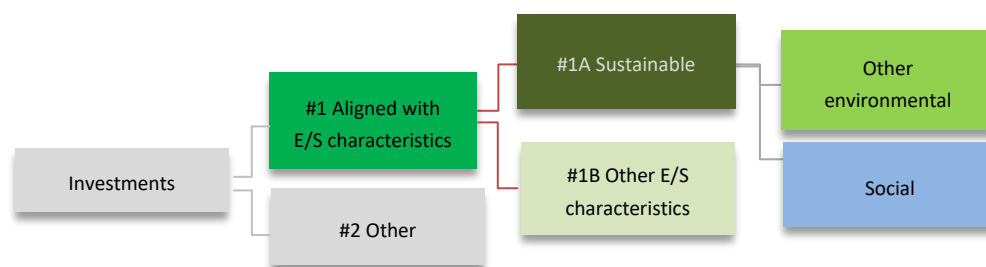 Investments
#1 Aligned with
E/S characteristics
#2 Other
#1A Sustainable
#1B Other E/S
characteristics
Other
environmental
Social